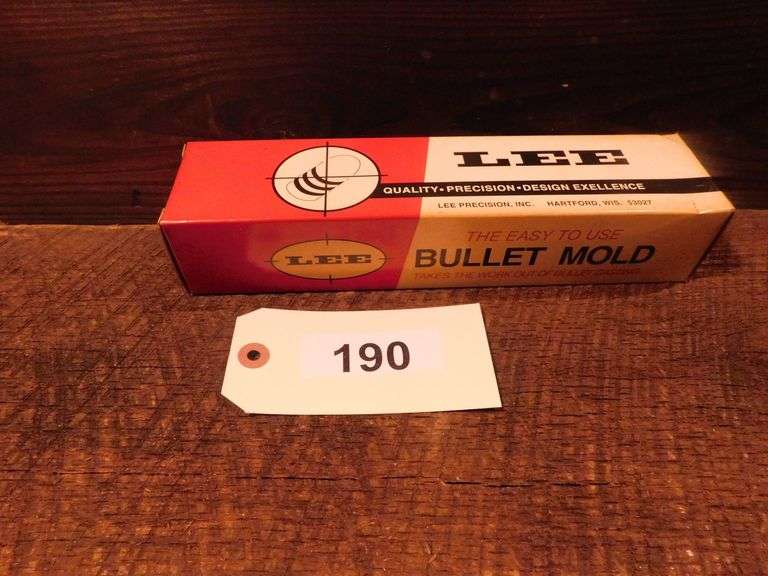 LEE
QUALITY • PRECISION • DESIGN EXELLENCE
LEE PRECISION, INC. HARTFORD, WIS. 53027
LEE
THE EASY TO USE
BULLET MOLD
TAKES THE WORK OUT OF BULLET CASTING
190